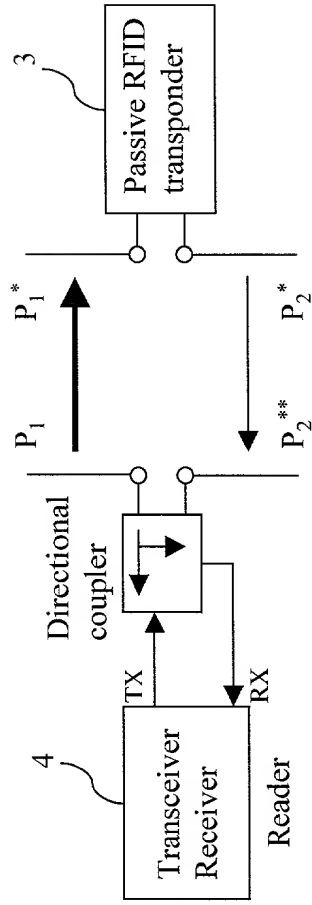 4
Transceiver
Receiver
Reader
TX
RX
Directional
coupler
P₁
P₁*
P₂**
P₂*
3
Passive RFID
transponder